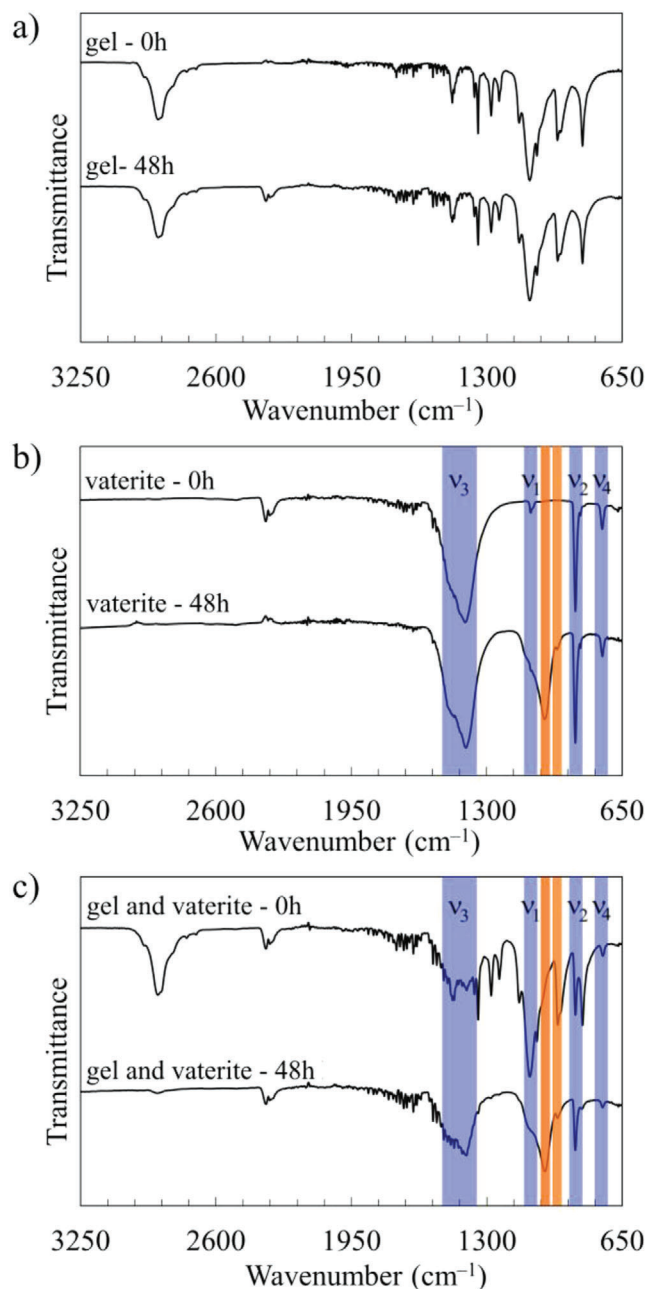 a)
gel - 0h
gel- 48h
Transmittance
3250 2600 1950 1300 650
Wavenumber (cm⁻¹)
b)
vaterite - 0h
ν₃ ν₁ ν₂ ν₄
vaterite - 48h
Transmittance
3250 2600 1950 1300 650
Wavenumber (cm⁻¹)
c)
gel and vaterite - 0h
ν₃ ν₁ ν₂ ν₄
gel and vaterite - 48h
Transmittance
3250 2600 1950 1300 650
Wavenumber (cm⁻¹)